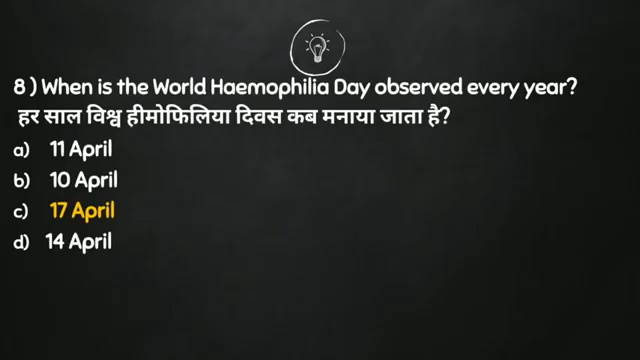 8 ) When is the World Haemophilia Day observed every year?
हर साल विश्व हीमोफिलिया दिवस कब मनाया जाता है?
a) 11 April
b) 10 April
c) 17 April
d) 14 April